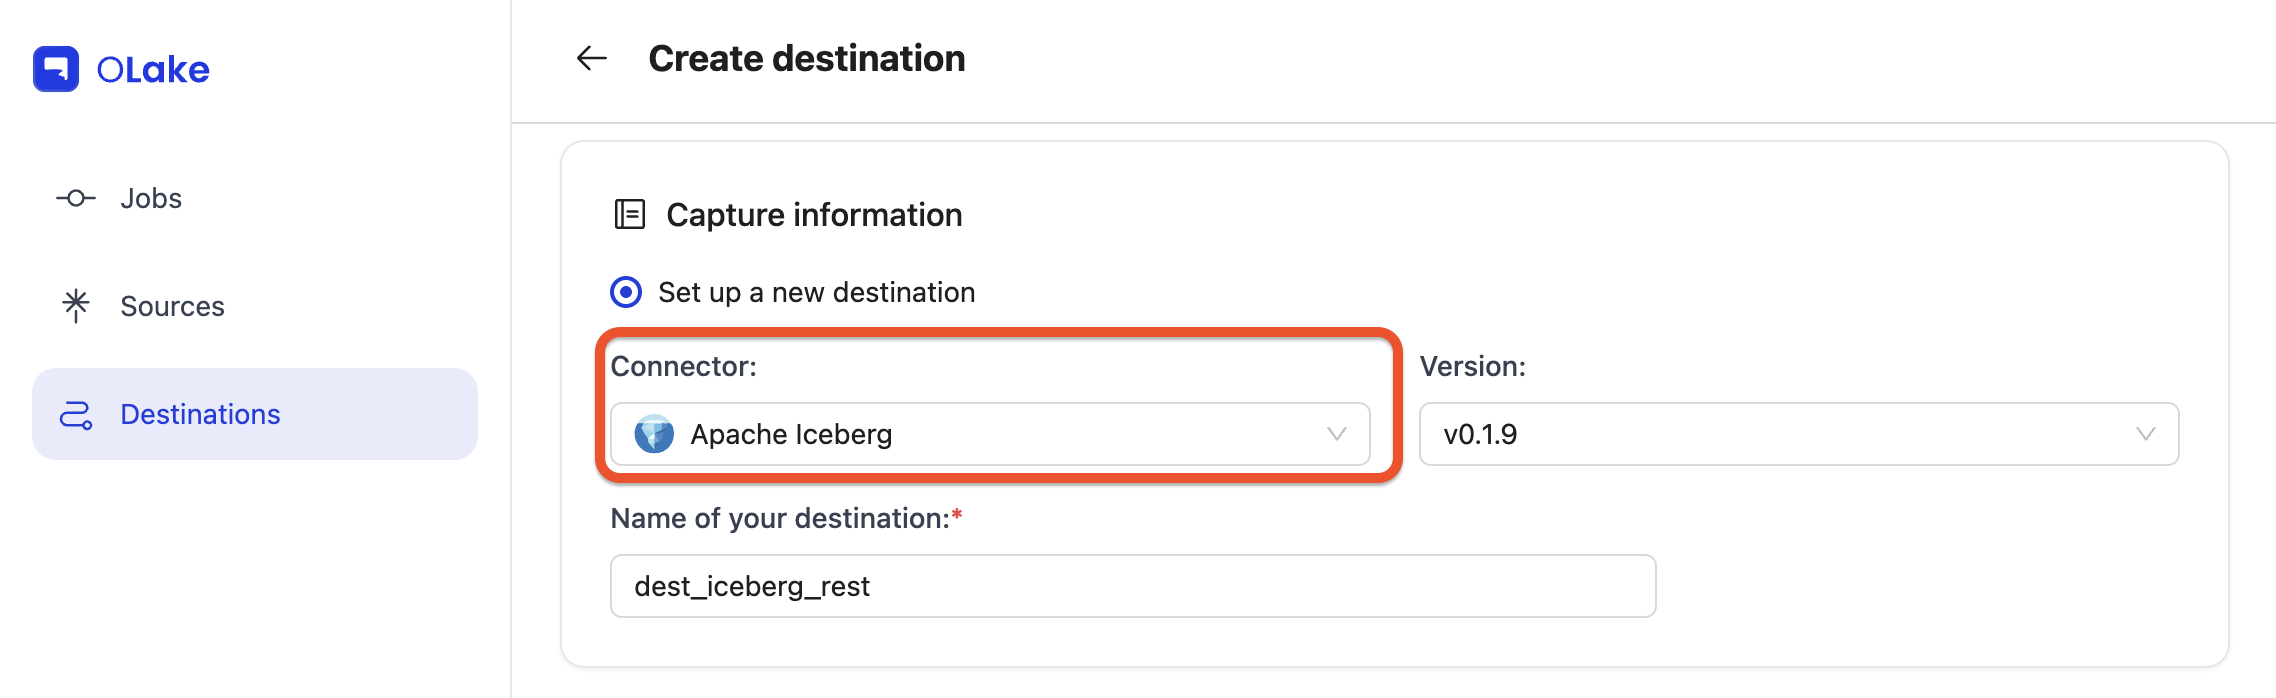 OLake
Jobs
Sources
Destinations
Create destination
Capture information
Set up a new destination
Connector:
Version:
Apache Iceberg
v0.1.9
Name of your destination:*
dest_iceberg_rest